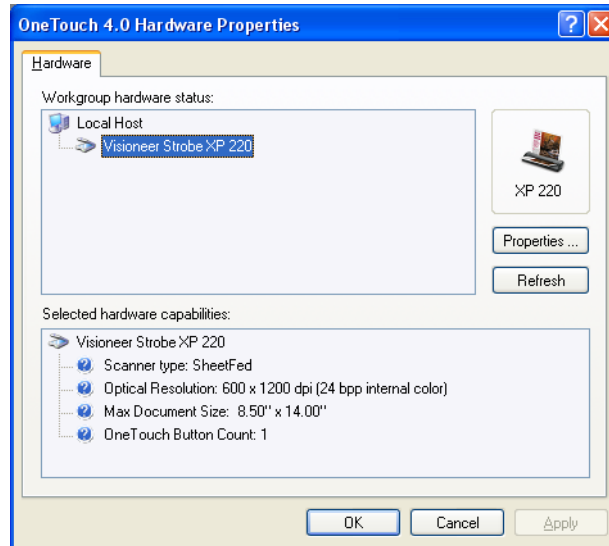 OneTouch 4.0 Hardware Properties
Hardware
Workgroup hardware status:
Local Host
Visioneer Strobe XP 220
XP 220
Properties ...
Refresh
Selected hardware capabilities:
Visioneer Strobe XP 220
Scanner type: SheetFed
Optical Resolution: 600 x 1200 dpi (24 bpp internal color)
Max Document Size:  8.50" x 14.00"
OneTouch Button Count: 1
OK
Cancel
Apply